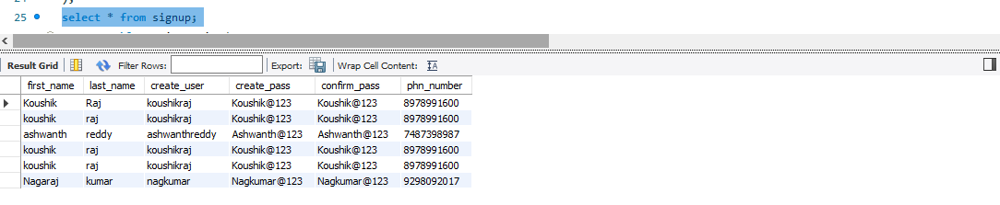 25 select * from signup;
Result Grid Filter Rows: Export: Wrap Cell Content: IA
first_name last_name create_user create_pass confirm_pass phn_number
Koushik Raj koushikraj Koushik@123 Koushik@123 8978991600
koushik raj koushikraj Koushik@123 Koushik@123 8978991600
ashwanth reddy ashwanthreddy Ashwanth@123 Ashwanth@123 7487398987
koushik raj koushikraj Koushik@123 Koushik@123 8978991600
koushik raj koushikraj Koushik@123 Koushik@123 8978991600
Nagaraj kumar nagkumar Nagkumar@123 Nagkumar@123 9298092017